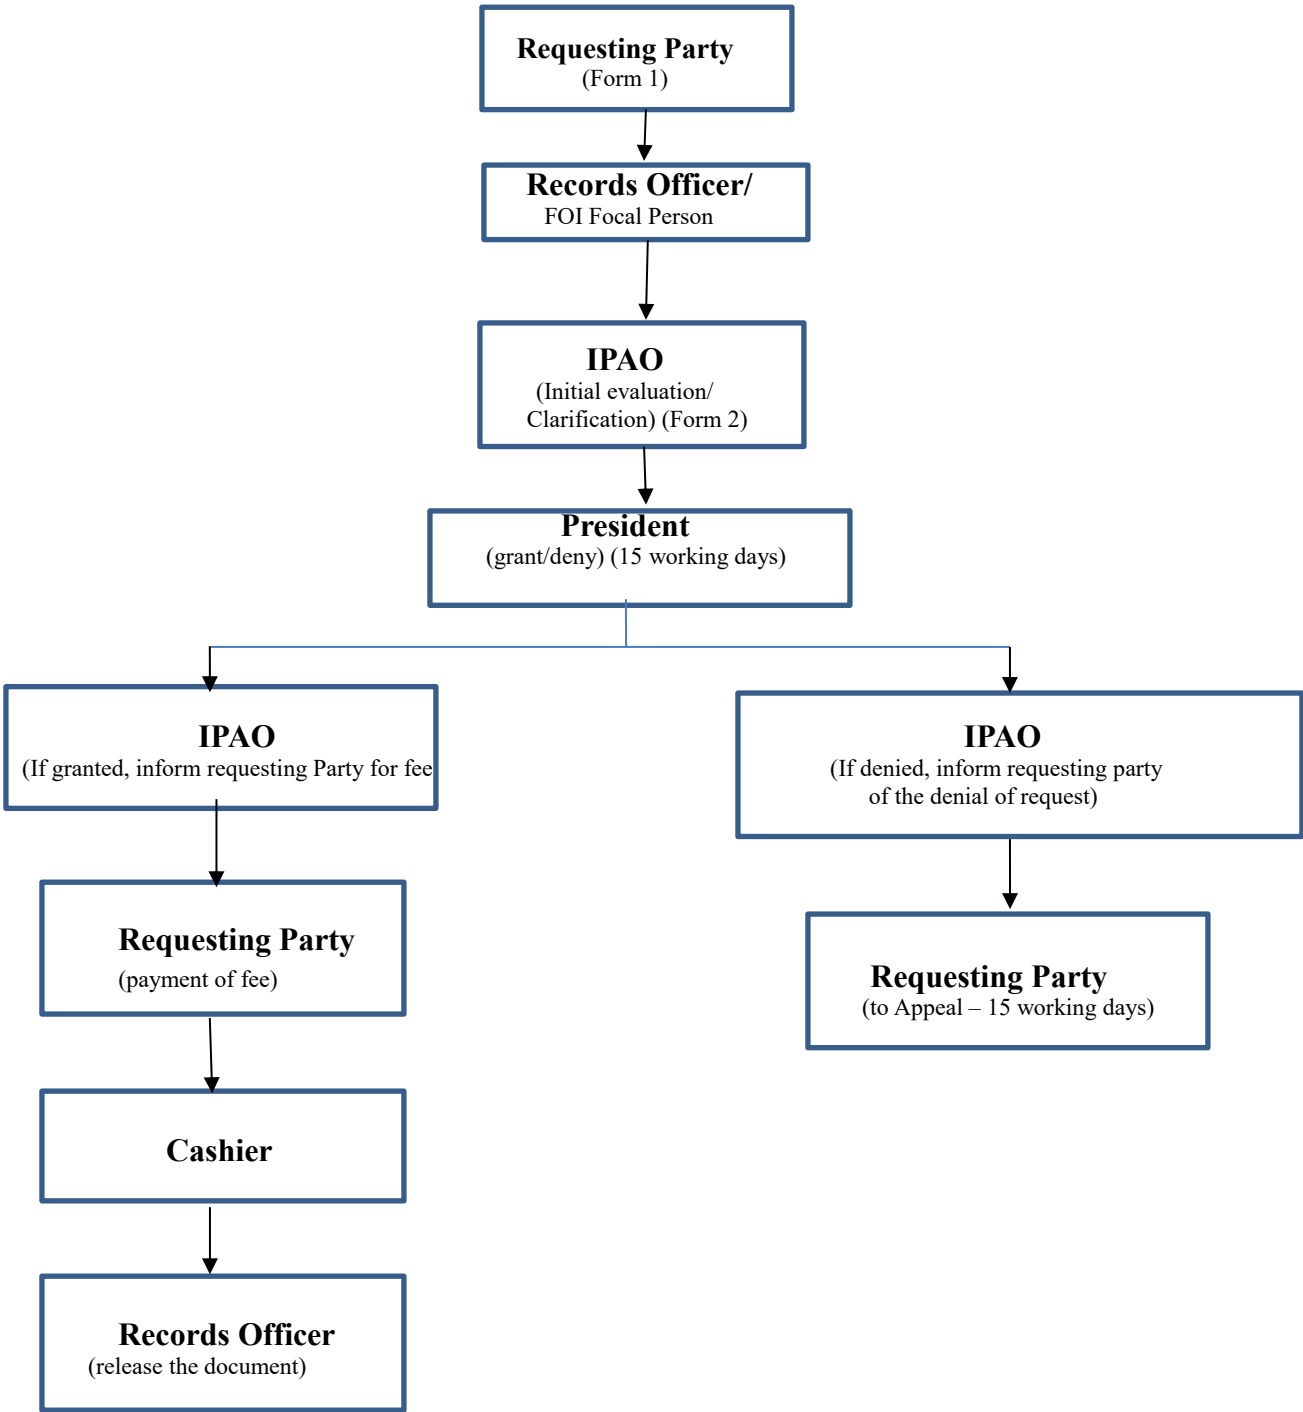 Requesting Party
(Form 1)
Records Officer/
FOI Focal Person
IPAO
(Initial evaluation/
Clarification) (Form 2)
President
(grant/deny) (15 working days)
IPAO
(If granted, inform requesting Party for fee
Requesting Party
(payment of fee)
Cashier
Records Officer
(release the document)
IPAO
(If denied, inform requesting party
of the denial of request)
Requesting Party
(to Appeal – 15 working days)